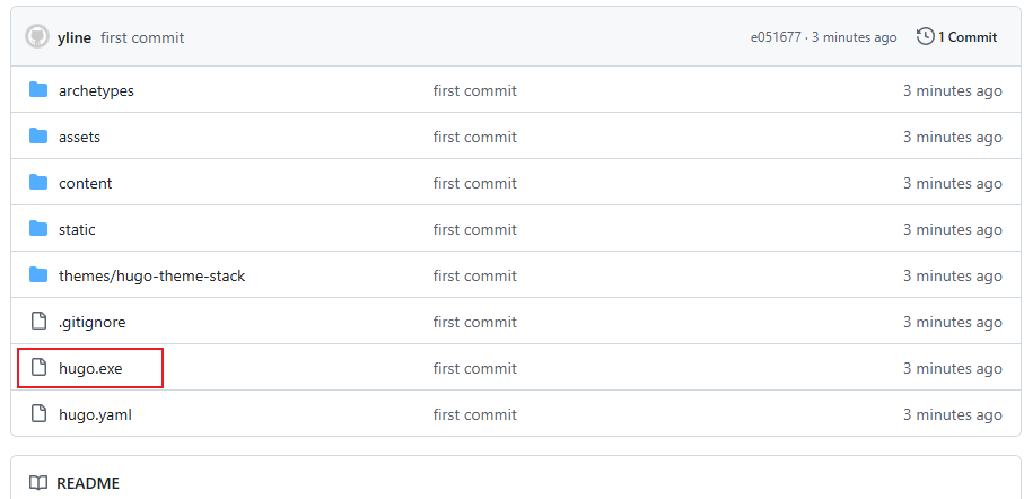 yline first commit e051677 · 3 minutes ago 1 Commit
archetypes first commit 3 minutes ago
assets first commit 3 minutes ago
content first commit 3 minutes ago
static first commit 3 minutes ago
themes/hugo-theme-stack first commit 3 minutes ago
.gitignore first commit 3 minutes ago
hugo.exe first commit 3 minutes ago
hugo.yaml first commit 3 minutes ago
README